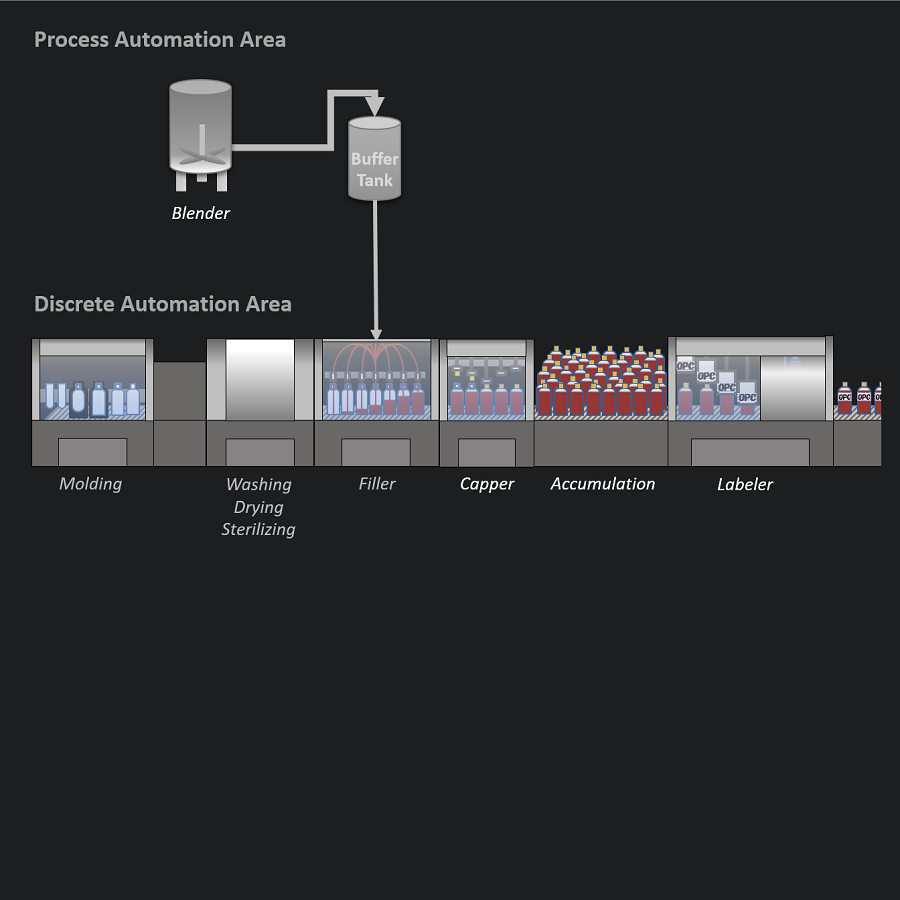 Process Automation Area
Buffer
Tank
Blender
Discrete Automation Area
OPC
OPC
OPC
OPC
OPC
OPC
Molding
Washing
Drying
Sterilizing
Filler
Capper
Accumulation
Labeler